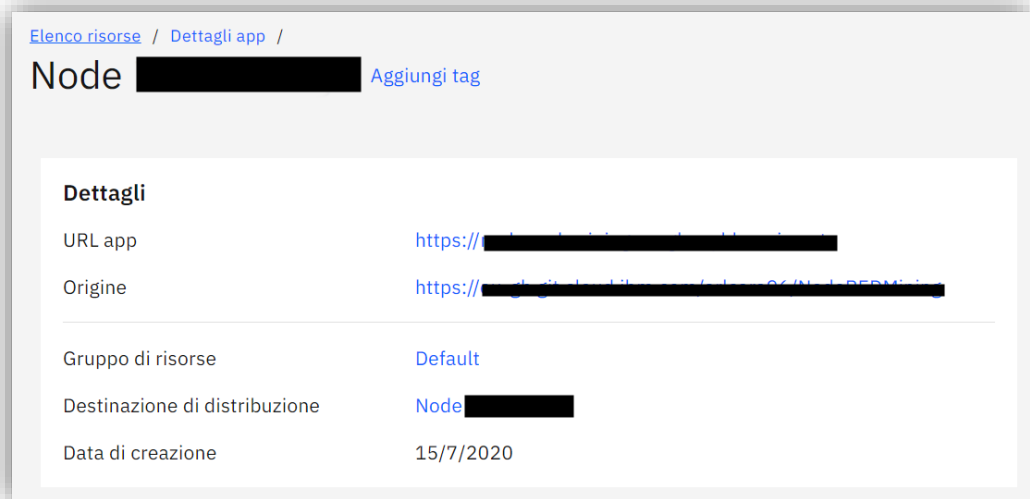 Elenco risorse / Dettagli app /
Node Aggiungi tag
Dettagli
URL app https://
Origine https://
Gruppo di risorse Default
Destinazione di distribuzione Node
Data di creazione 15/7/2020